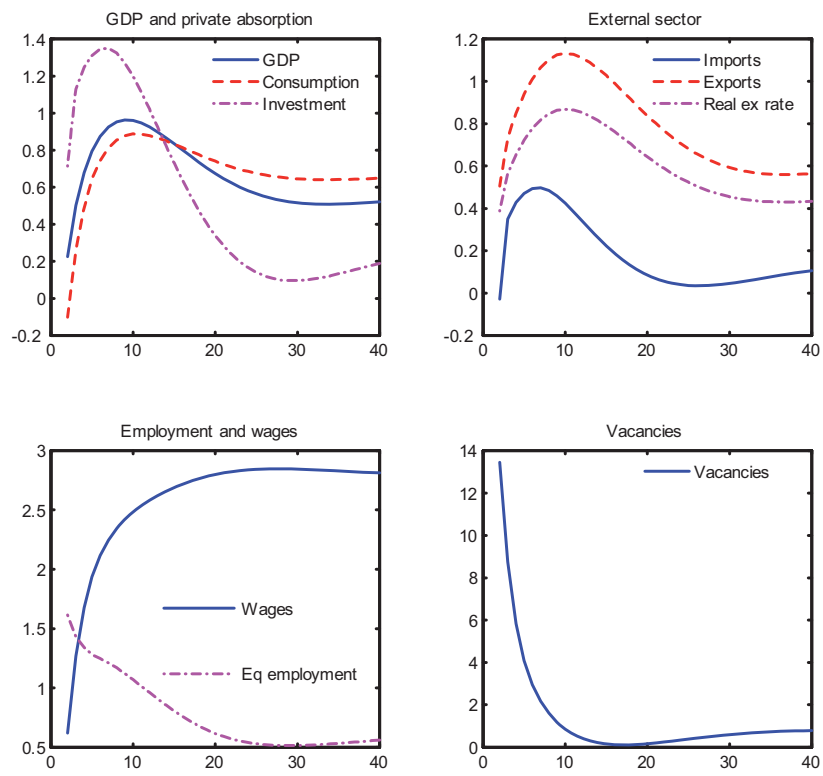 GDP and private absorption
1.4
1.2
1
0.8
0.6
0.4
0.2
0
-0.2
0 10 20 30 40
GDP
Consumption
Investment
External sector
1.2
1
0.8
0.6
0.4
0.2
0
-0.2
0 10 20 30 40
Imports
Exports
Real ex rate
Employment and wages
3
2.5
2
1.5
1
0.5
0 10 20 30 40
Wages
Eq employment
Vacancies
14
12
10
8
6
4
2
0
0 10 20 30 40
Vacancies